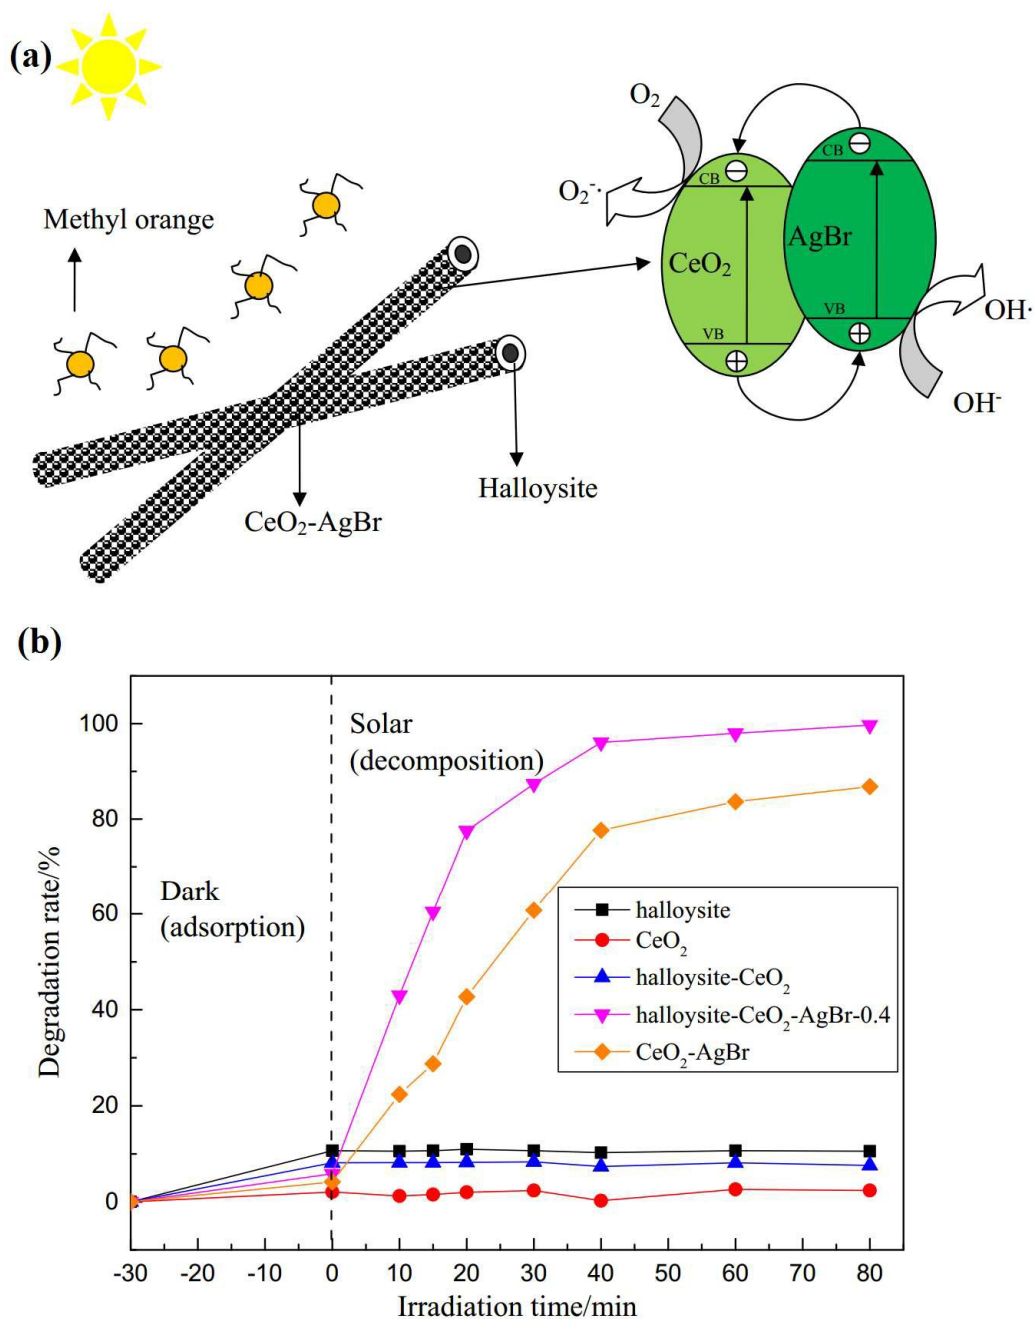 (a)
Methyl orange
CeO₂-AgBr
Halloysite
O₂
O₂⁻·
CB
CB
CeO₂
AgBr
VB
VB
OH·
OH⁻
(b)
Degradation rate/%
100
80
60
40
20
0
Dark
(adsorption)
Solar
(decomposition)
halloysite
CeO₂
halloysite-CeO₂
halloysite-CeO₂-AgBr-0.4
CeO₂-AgBr
-30 -20 -10 0 10 20 30 40 50 60 70 80
Irradiation time/min